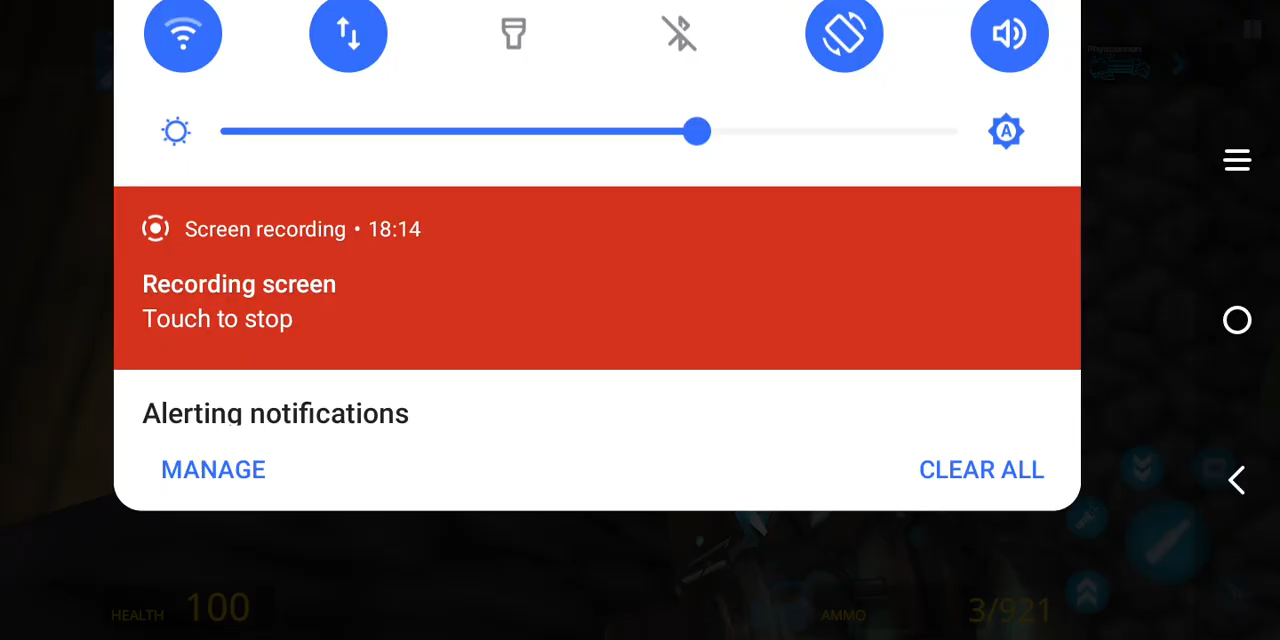 Physcannon
A
Screen recording • 18:14
Recording screen
Touch to stop
Alerting notifications
MANAGE
CLEAR ALL
HEALTH 100
AMMO 3/921